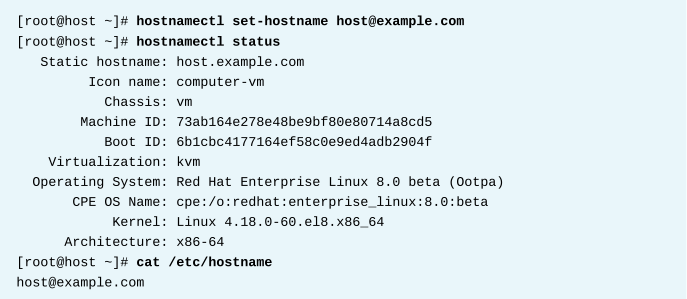 [root@host ~]# hostnamectl set-hostname host@example.com
[root@host ~]# hostnamectl status
Static hostname: host.example.com
Icon name: computer-vm
Chassis: vm
Machine ID: 73ab164e278e48be9bf80e80714a8cd5
Boot ID: 6b1cbc4177164ef58c0e9ed4adb2904f
Virtualization: kvm
Operating System: Red Hat Enterprise Linux 8.0 beta (Ootpa)
CPE OS Name: cpe:/o:redhat:enterprise_linux:8.0:beta
Kernel: Linux 4.18.0-60.el8.x86_64
Architecture: x86-64
[root@host ~]# cat /etc/hostname
host@example.com